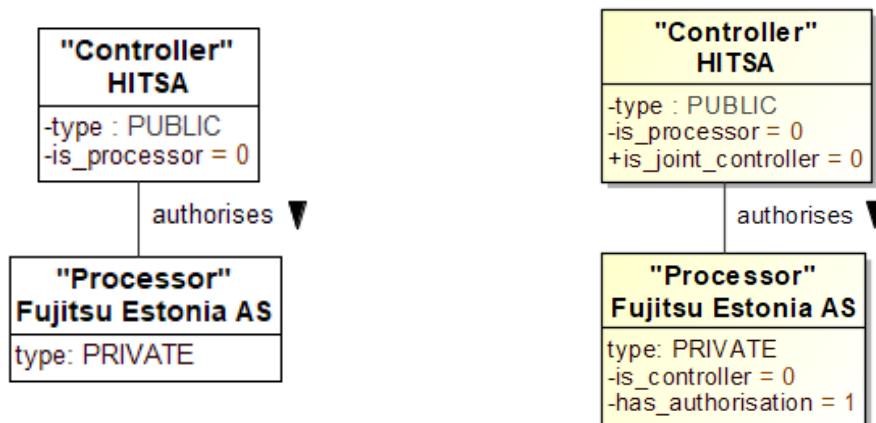 "Controller"
HITSA
-type : PUBLIC
-is_processor = 0
authorises
"Processor"
Fujitsu Estonia AS
type: PRIVATE
"Controller"
HITSA
-type : PUBLIC
-is_processor = 0
+is_joint_controller = 0
authorises
"Processor"
Fujitsu Estonia AS
type: PRIVATE
-is_controller = 0
-has_authorisation = 1